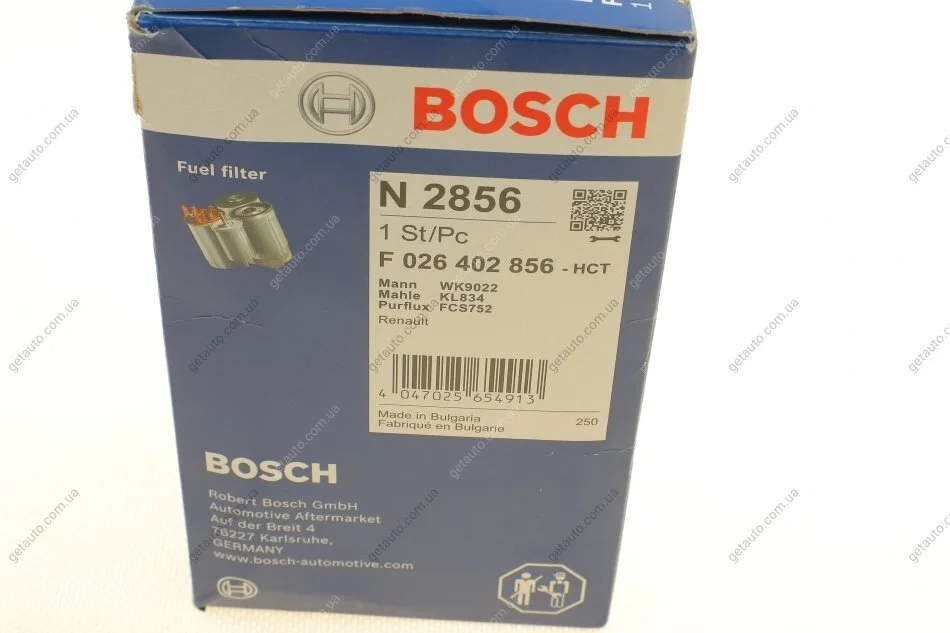 BOSCH
Fuel filter
N 2856
1 St/Pc
F 026 402 856 - HCT
Mann WK9022
Mahle KL834
Purflux FCS752
Renault
4 047025 654913
Made in Bulgaria
Fabriqué en Bulgarie
250
BOSCH
Robert Bosch GmbH
Automotive Aftermarket
Auf der Breit 4
76227 Karlsruhe,
GERMANY
www.bosch-automotive.com
getauto.com.ua